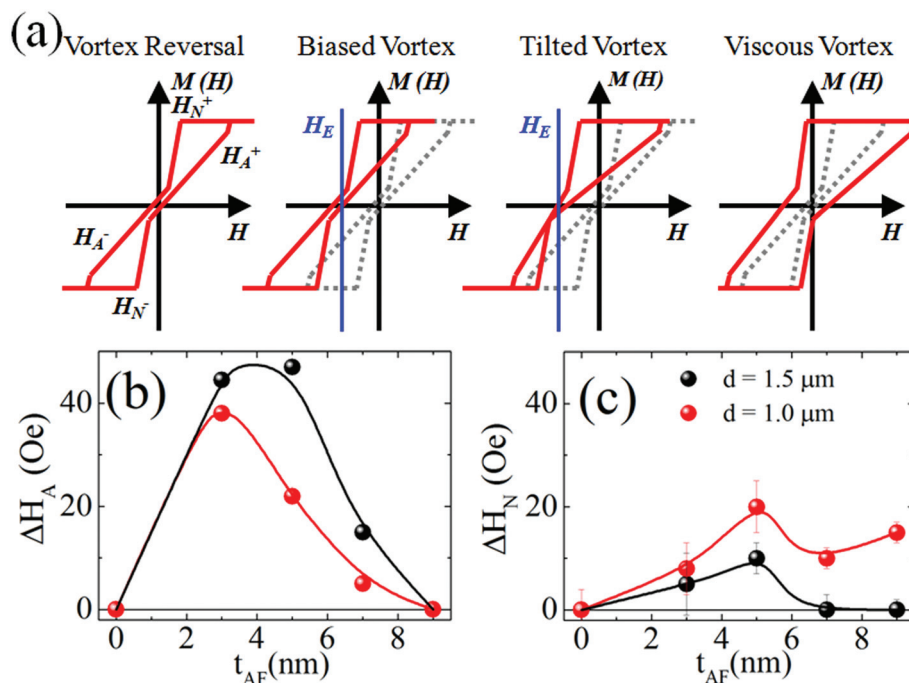 (a)
Vortex Reversal Biased Vortex Tilted Vortex Viscous Vortex
M (H) M (H) M (H) M (H)
H_N^+ H_E H_E
H_A^+
H H H H
H_A^-
H_N^-
(b) (c)
d = 1.5 μm
d = 1.0 μm
ΔH_A (Oe)
40
20
0
0 2 4 6 8
t_AF(nm)
ΔH_N (Oe)
40
20
0
0 2 4 6 8
t_AF(nm)